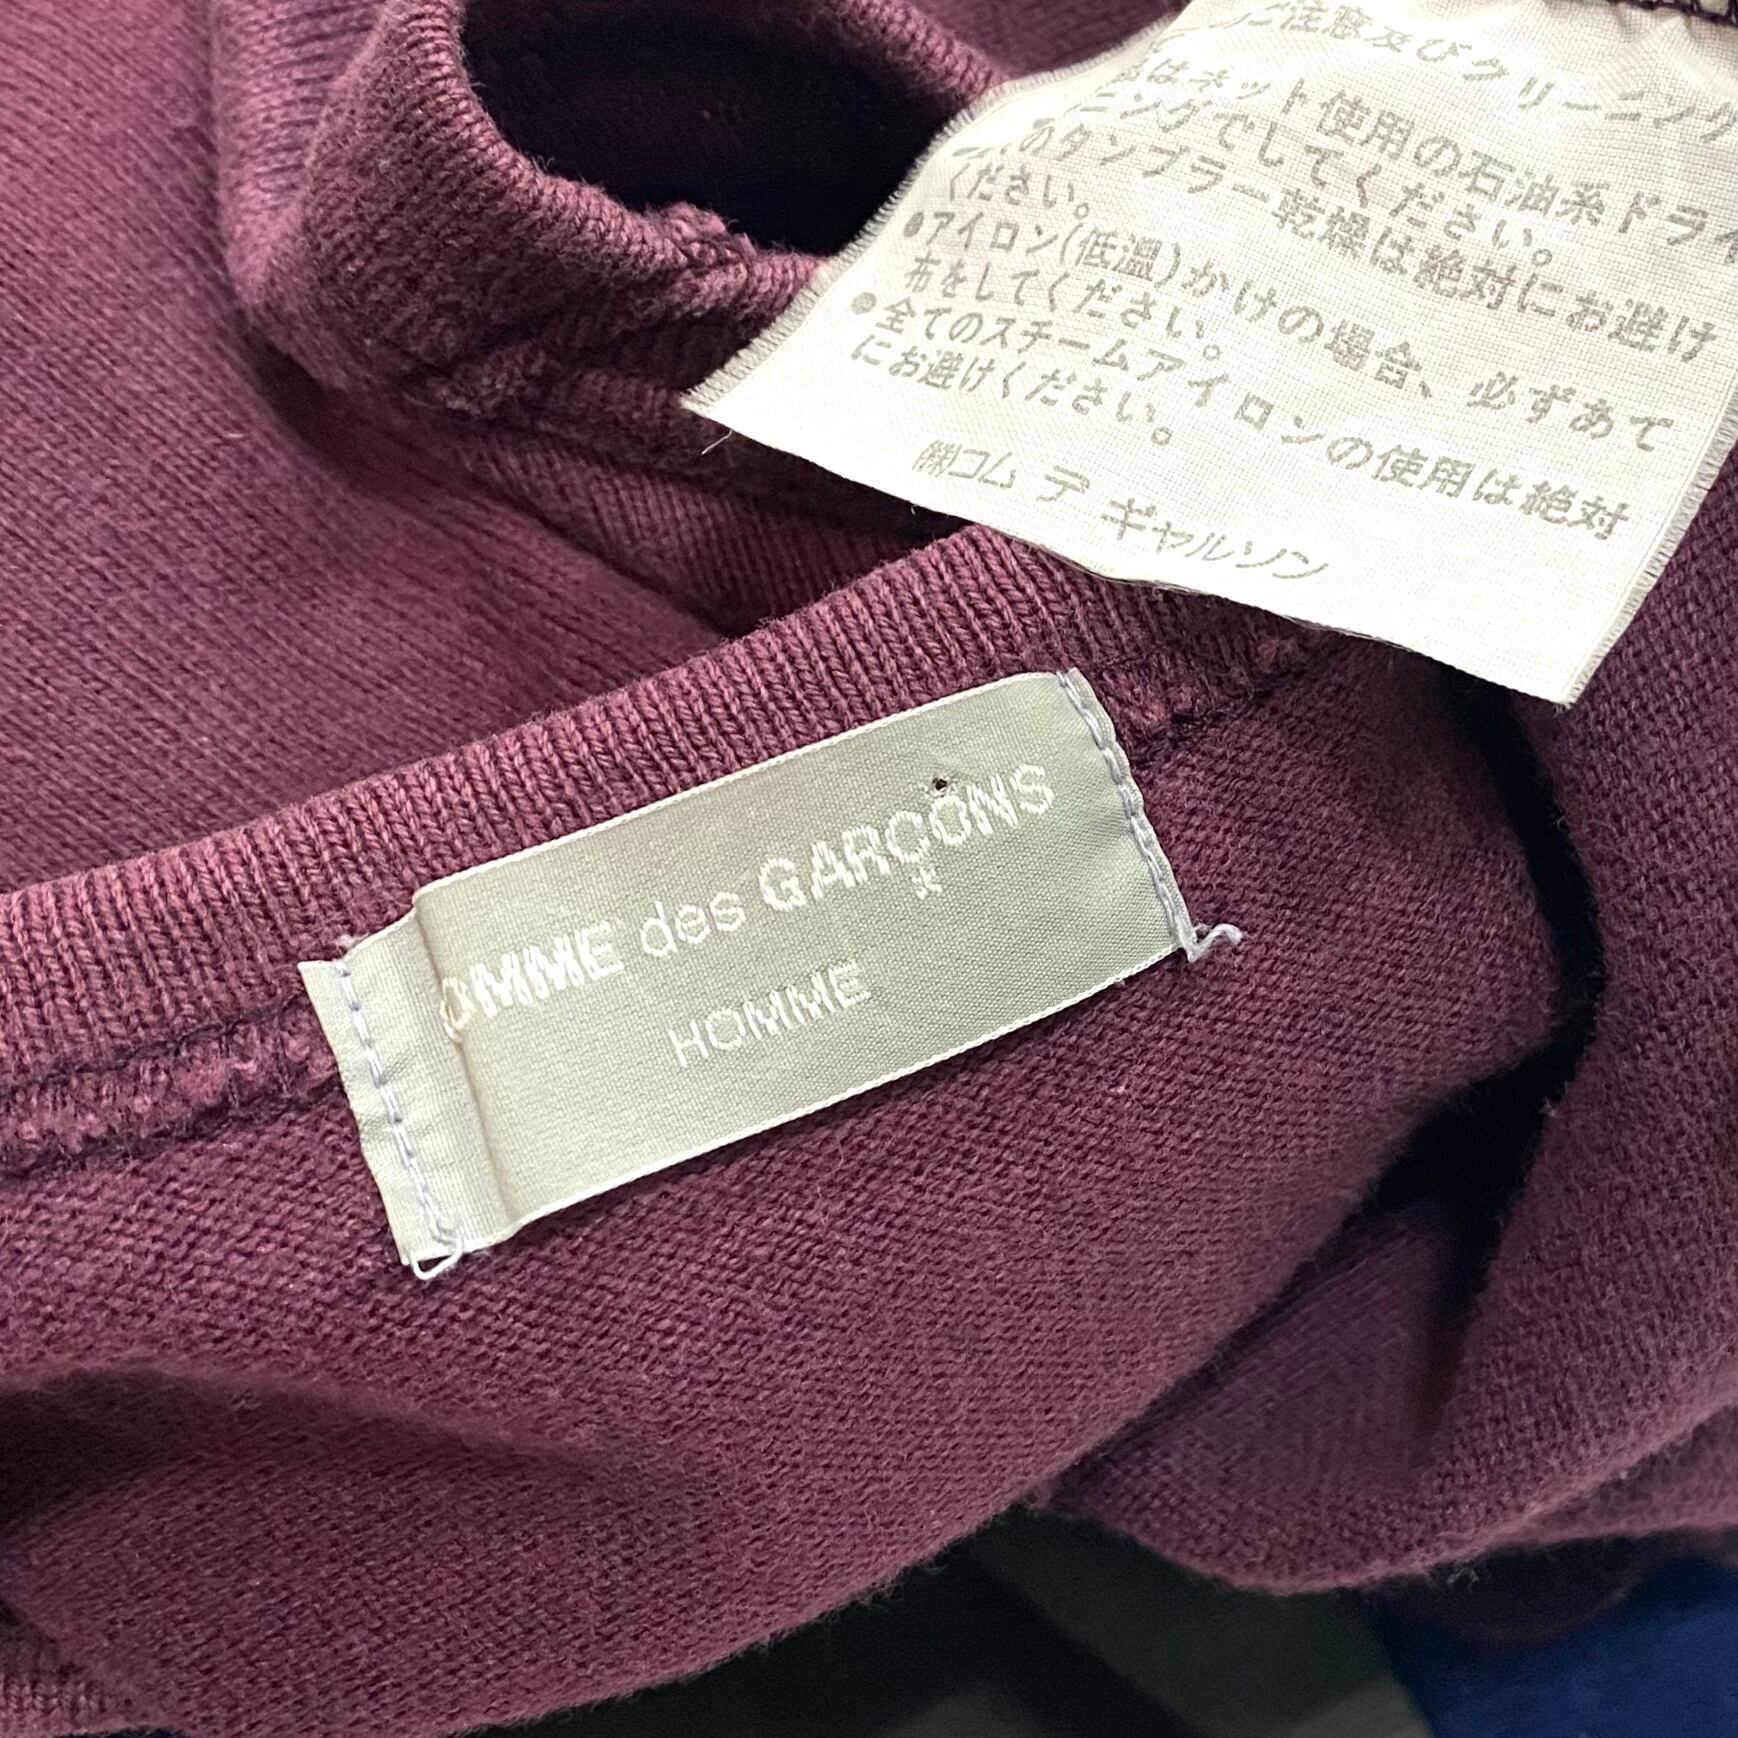 ご注意及びクリーニング
はネット使用の石油系ドライ
ニングでしてください。
のタンブラー乾燥は絶対にお避け
ください。
●アイロン(低温)かけの場合、必ずあて
布をしてください。
●全てのスチームアイロンの使用は絶対
にお避けください。
㈱コム デ ギャルソン
OMME des GARÇONS
HOMME